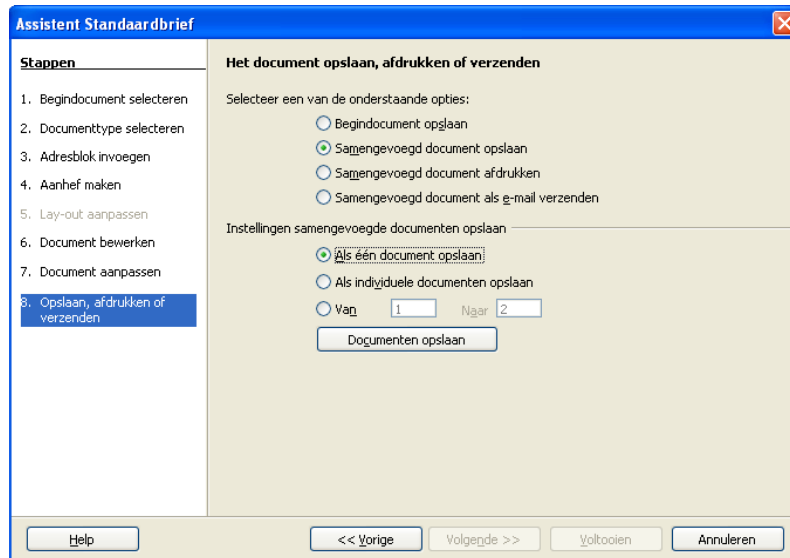 Assistent Standaardbrief
Stappen
1. Begindocument selecteren
2. Documenttype selecteren
3. Adresblok invoegen
4. Aanhef maken
5. Lay-out aanpassen
6. Document bewerken
7. Document aanpassen
8. Opslaan, afdrukken of
verzenden
Het document opslaan, afdrukken of verzenden
Selecteer een van de onderstaande opties:
Begindocument opslaan
Samengevoegd document opslaan
Samengevoegd document afdrukken
Samengevoegd document als e-mail verzenden
Instellingen samengevoegde documenten opslaan
Als één document opslaan
Als individuele documenten opslaan
Van 1 Naar 2
Documenten opslaan
Help << Vorige Volgende >> Voltooien Annuleren